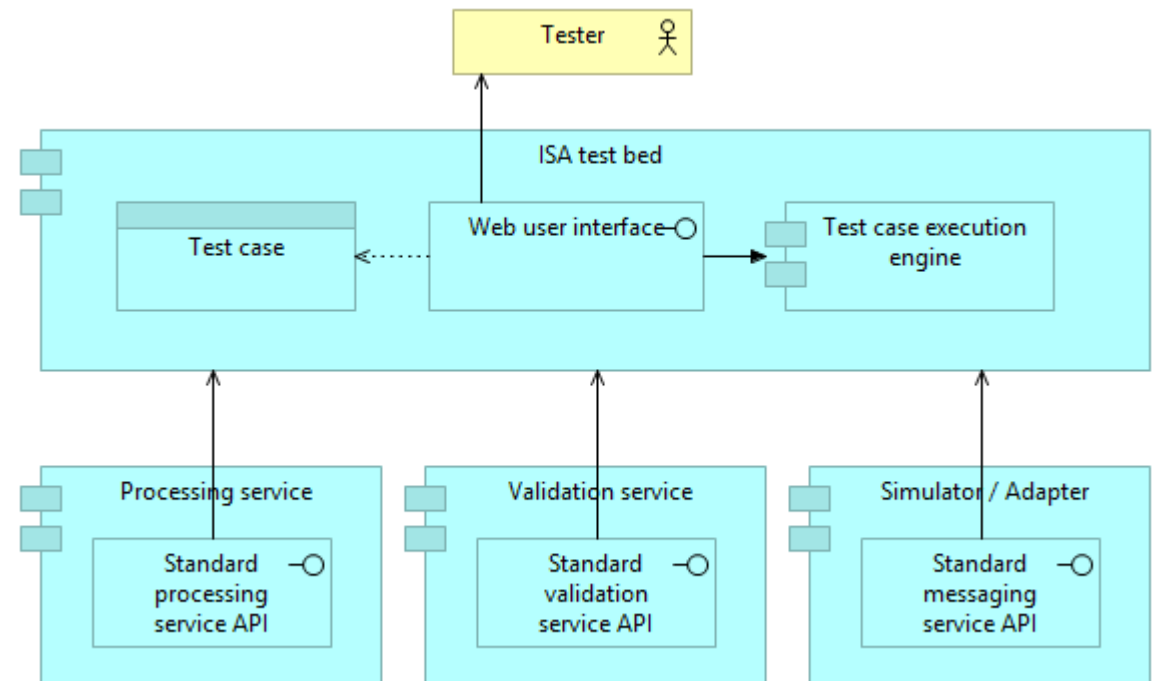 Tester
ISA test bed
Test case
Web user interface
Test case execution
engine
Processing service
Standard
processing
service API
Validation service
Standard
validation
service API
Simulator / Adapter
Standard
messaging
service API